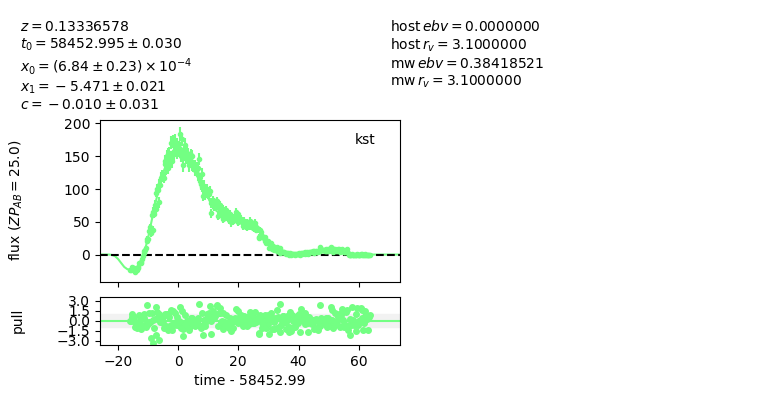 z = 0.13336578
t₀ = 58452.995 ± 0.030
x₀ = (6.84 ± 0.23) × 10⁻⁴
x₁ = −5.471 ± 0.021
c = −0.010 ± 0.031
host ebv = 0.0000000
host r_v = 3.1000000
mw ebv = 0.38418521
mw r_v = 3.1000000
flux (ZP_AB = 25.0)
200
150
100
50
0
kst
pull
3.0
1.5
0.0
−1.5
−3.0
−20 0 20 40 60
time - 58452.99